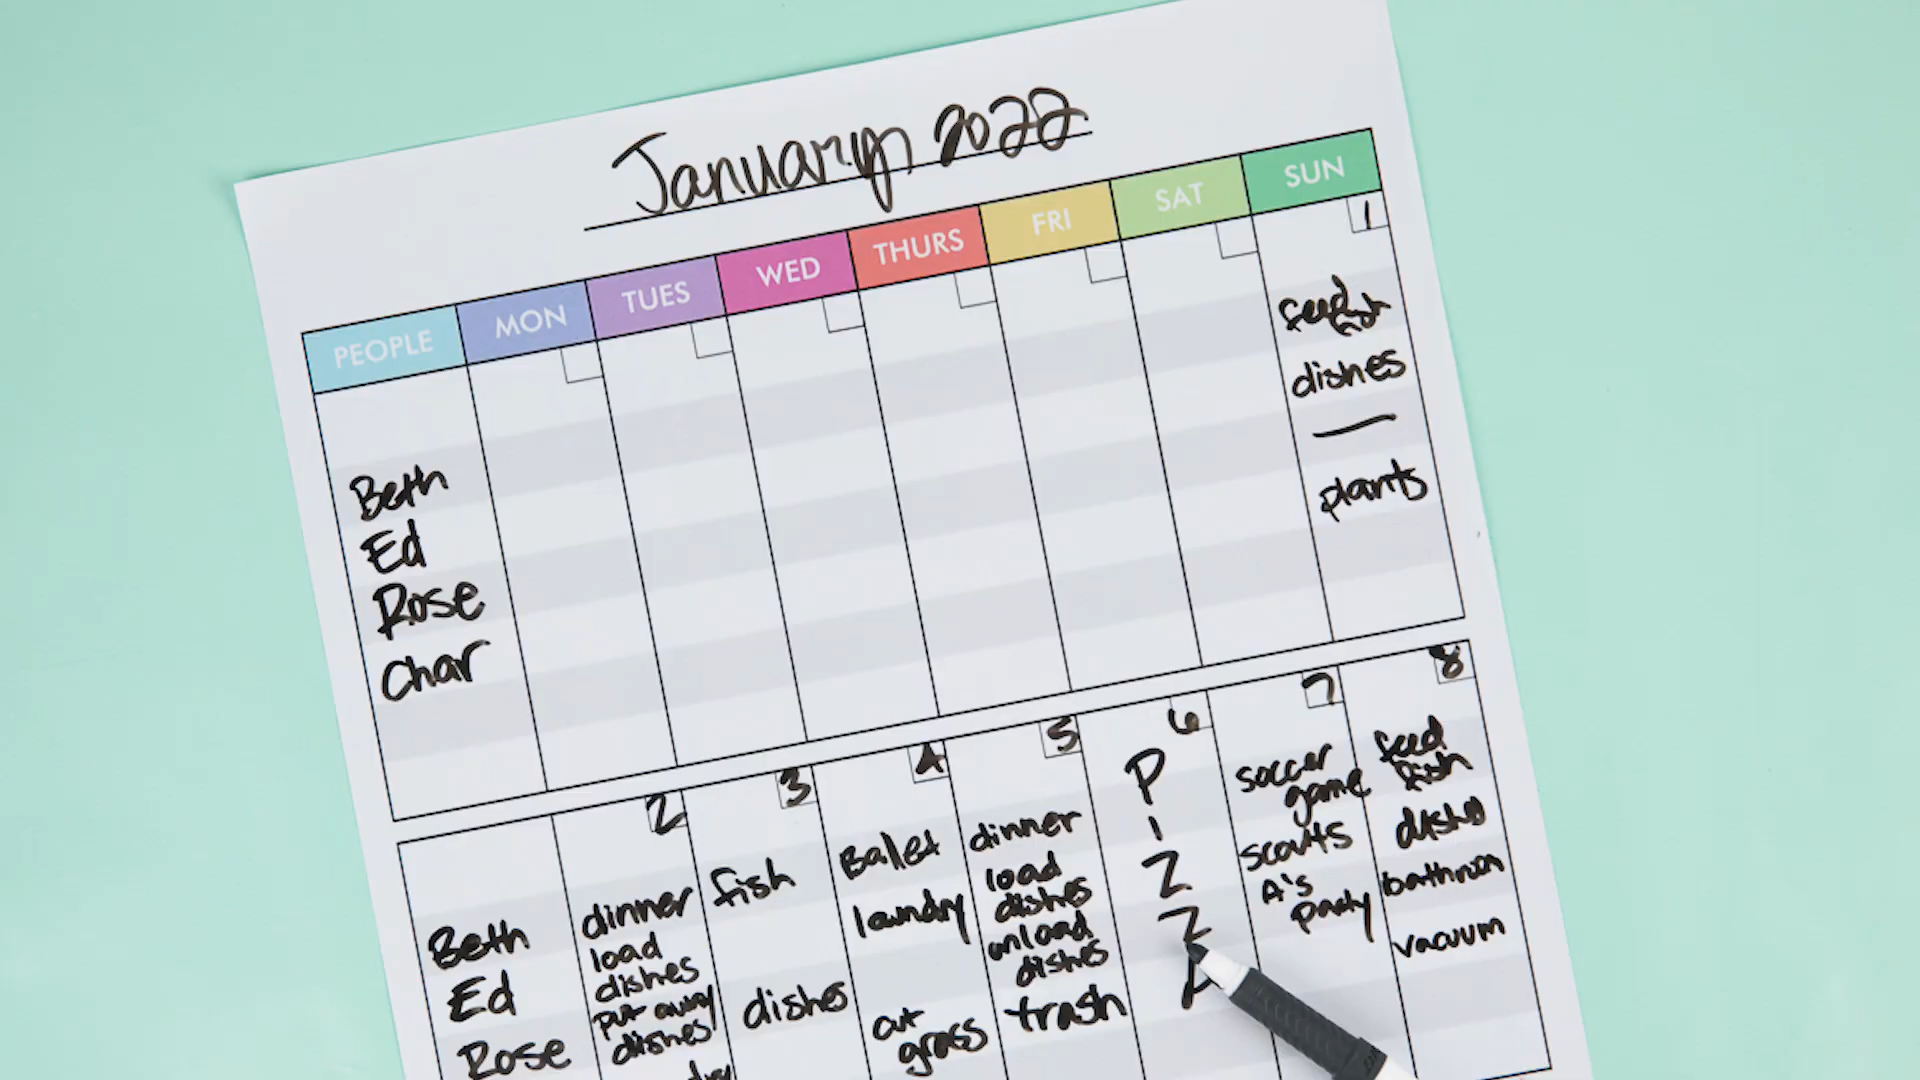 January, 2022
PEOPLE MON TUES WED THURS FRI SAT SUN
1
feed fish
dishes
—
plants
Beth
Ed
Rose
Char
2 3 4 5 6 7 8
Beth
Ed
Rose
dinner
load
dishes
put away
dishes
fish
dishes
Ballet
laundry
cut
grass
dinner
load
dishes
unload
dishes
trash
P
I
Z
Z
A
soccer
game
scouts
A's
party
feed
fish
dishes
bathroom
vacuum